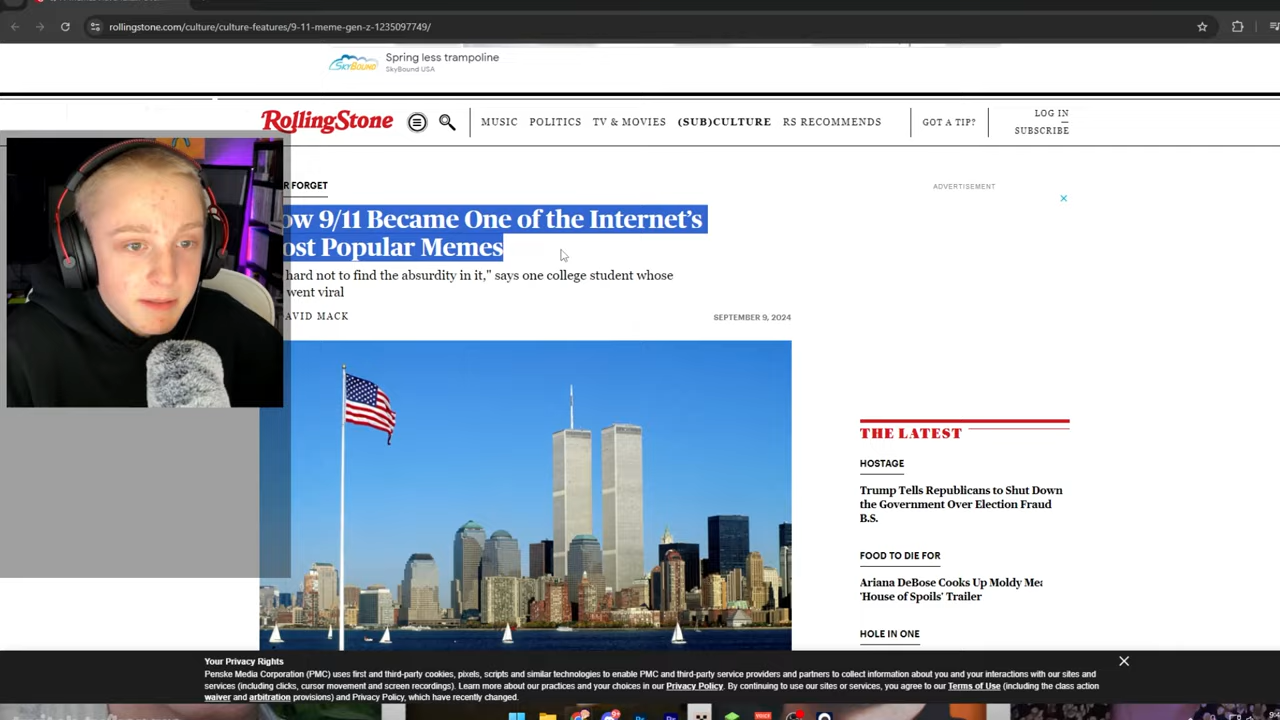 rollingstone.com/culture/culture-features/9-11-meme-gen-z-1235097749/
Spring less trampoline
SKYBOUND
SkyBound USA
RollingStone
MUSIC POLITICS TV & MOVIES (SUB)CULTURE RS RECOMMENDS
GOT A TIP?
LOG IN
SUBSCRIBE
R FORGET
ADVERTISEMENT
ow 9/11 Became One of the Internet's
ost Popular Memes
hard not to find the absurdity in it," says one college student whose
went viral
AVID MACK
SEPTEMBER 9, 2024
THE LATEST
HOSTAGE
Trump Tells Republicans to Shut Down
the Government Over Election Fraud
B.S.
FOOD TO DIE FOR
Ariana DeBose Cooks Up Moldy Mea
'House of Spoils' Trailer
HOLE IN ONE
Your Privacy Rights
Penske Media Corporation (PMC) uses first and third-party cookies, pixels, scripts and similar technologies to enable PMC and third-party service providers and partners to collect information about you and your interactions with our sites and
services (including clicks, cursor movement and screen recordings). Learn more about our practices and your choices in our Privacy Policy. By continuing to use our sites or services, you agree to our Terms of Use (including the class action
waiver and arbitration provisions) and Privacy Policy, which have recently changed.